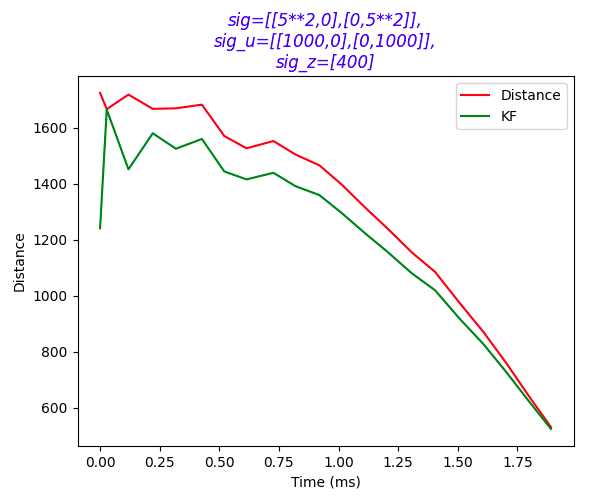 sig=[[5**2,0],[0,5**2]],
sig_u=[[1000,0],[0,1000]],
sig_z=[400]
Distance
KF
1600
1400
1200
1000
800
600
Distance
0.00 0.25 0.50 0.75 1.00 1.25 1.50 1.75
Time (ms)